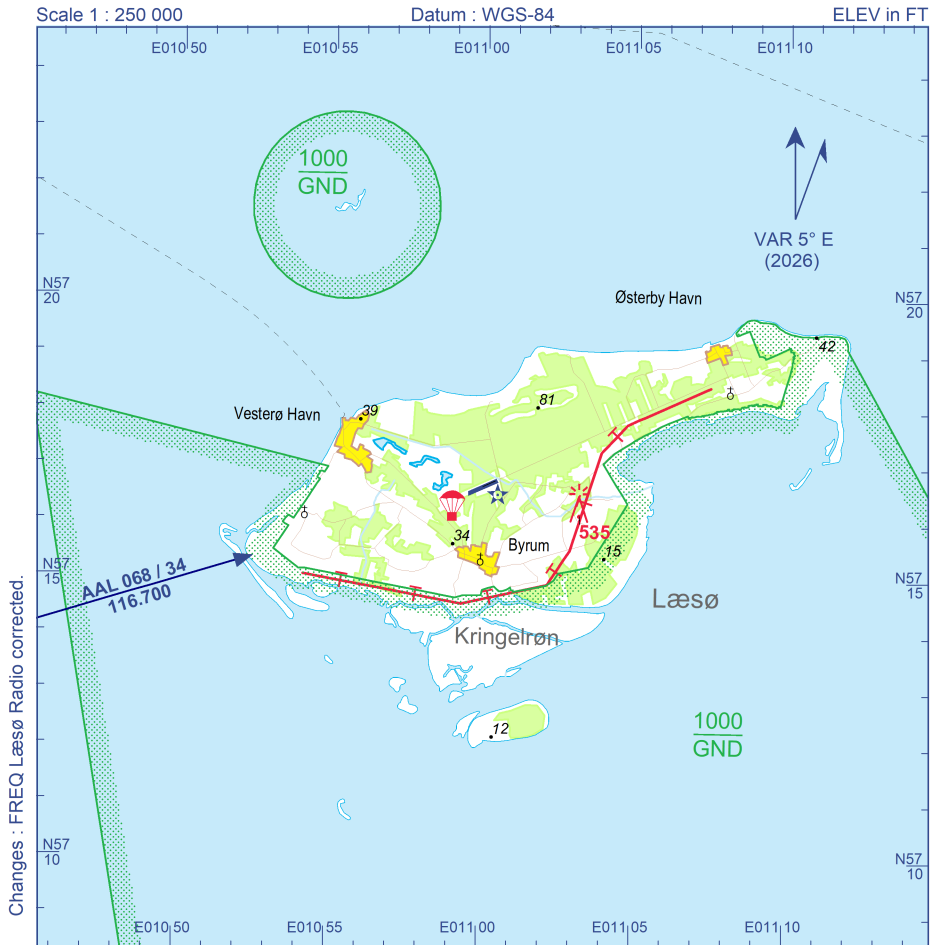 Scale 1 : 250 000
Datum : WGS-84
ELEV in FT
E010 50
E010 55
E011 00
E011 05
E011 10
1000
GND
VAR 5° E
(2026)
N57
20
N57
20
Østerby Havn
42
81
39
Vesterø Havn
535
34
Byrum
15
N57
15
N57
15
AAL 068 / 34
116.700
Læsø
Kringelrøn
12
1000
GND
N57
10
N57
10
E010 50
E010 55
E011 00
E011 05
E011 10
Changes : FREQ Læsø Radio corrected.